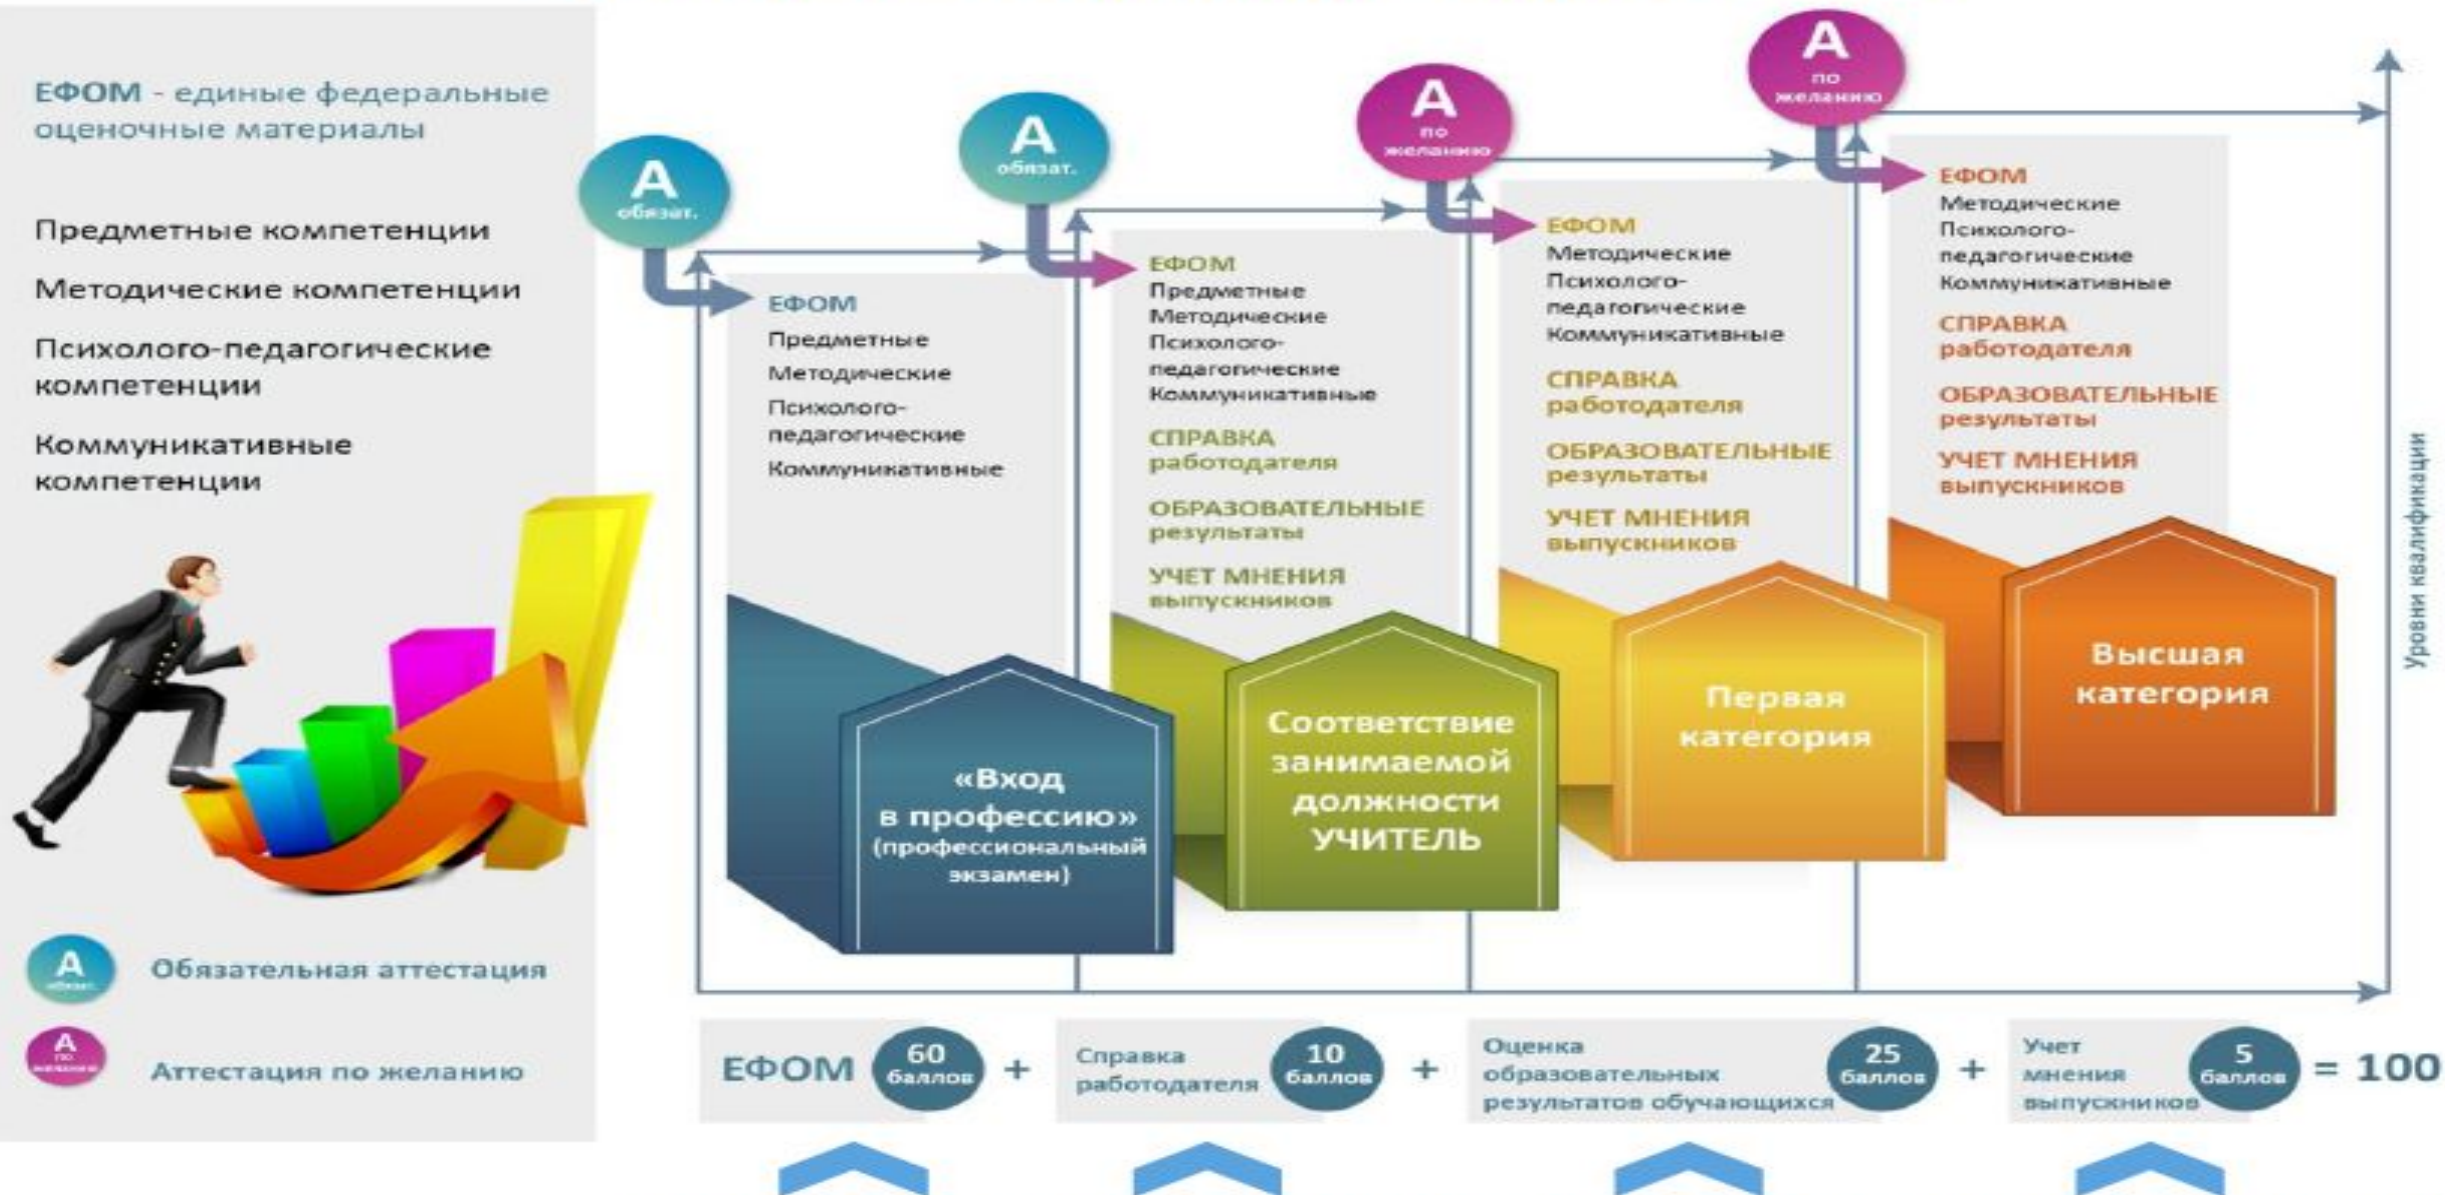 ЕФОМ - единые федеральные
оценочные материалы
Предметные компетенции
Методические компетенции
Психолого-педагогические
компетенции
Коммуникативные
компетенции
А
обязат.
Обязательная аттестация
А
по
желанию
Аттестация по желанию
А
обязат.
ЕФОМ
Предметные
Методические
Психолого-
педагогические
Коммуникативные
«Вход
в профессию»
(профессиональный
экзамен)
А
обязат.
ЕФОМ
Предметные
Методические
Психолого-
педагогические
Коммуникативные
СПРАВКА
работодателя
ОБРАЗОВАТЕЛЬНЫЕ
результаты
УЧЕТ МНЕНИЯ
выпускников
Соответствие
занимаемой
должности
УЧИТЕЛЬ
А
по
желанию
ЕФОМ
Методические
Психолого-
педагогические
Коммуникативные
СПРАВКА
работодателя
ОБРАЗОВАТЕЛЬНЫЕ
результаты
УЧЕТ МНЕНИЯ
выпускников
Первая
категория
А
по
желанию
ЕФОМ
Методические
Психолого-
педагогические
Коммуникативные
СПРАВКА
работодателя
ОБРАЗОВАТЕЛЬНЫЕ
результаты
УЧЕТ МНЕНИЯ
выпускников
Высшая
категория
Уровни квалификации
ЕФОМ
60
баллов
+
Справка
работодателя
10
баллов
+
Оценка
образовательных
результатов обучающихся
25
баллов
+
Учет
мнения
выпускников
5
баллов
= 100